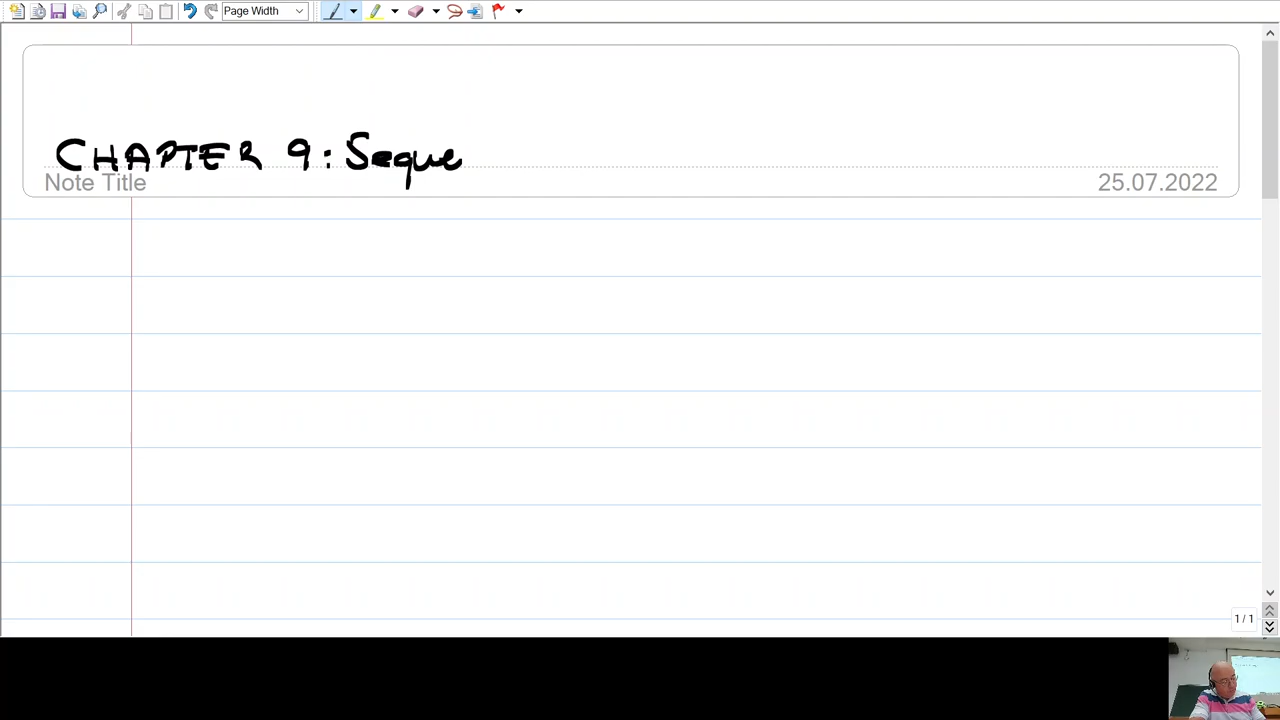 Page Width
CHAPTER 9: Seque
Note Title
25.07.2022
1 / 1